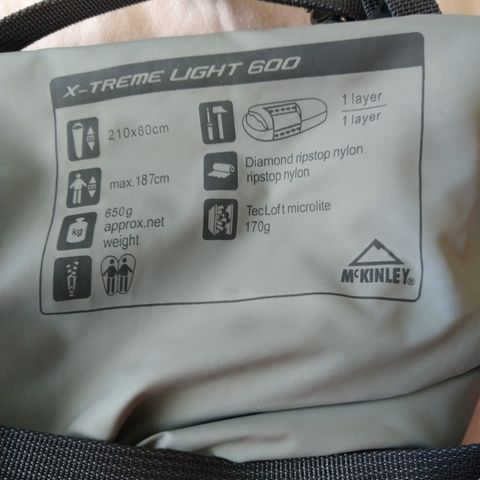 X-TREME LIGHT 600
210x80cm
1 layer
1 layer
max.187cm
Diamond ripstop nylon
ripstop nylon
650g
approx.net
weight
kg
TecLoft microlite
170g
McKINLEY®